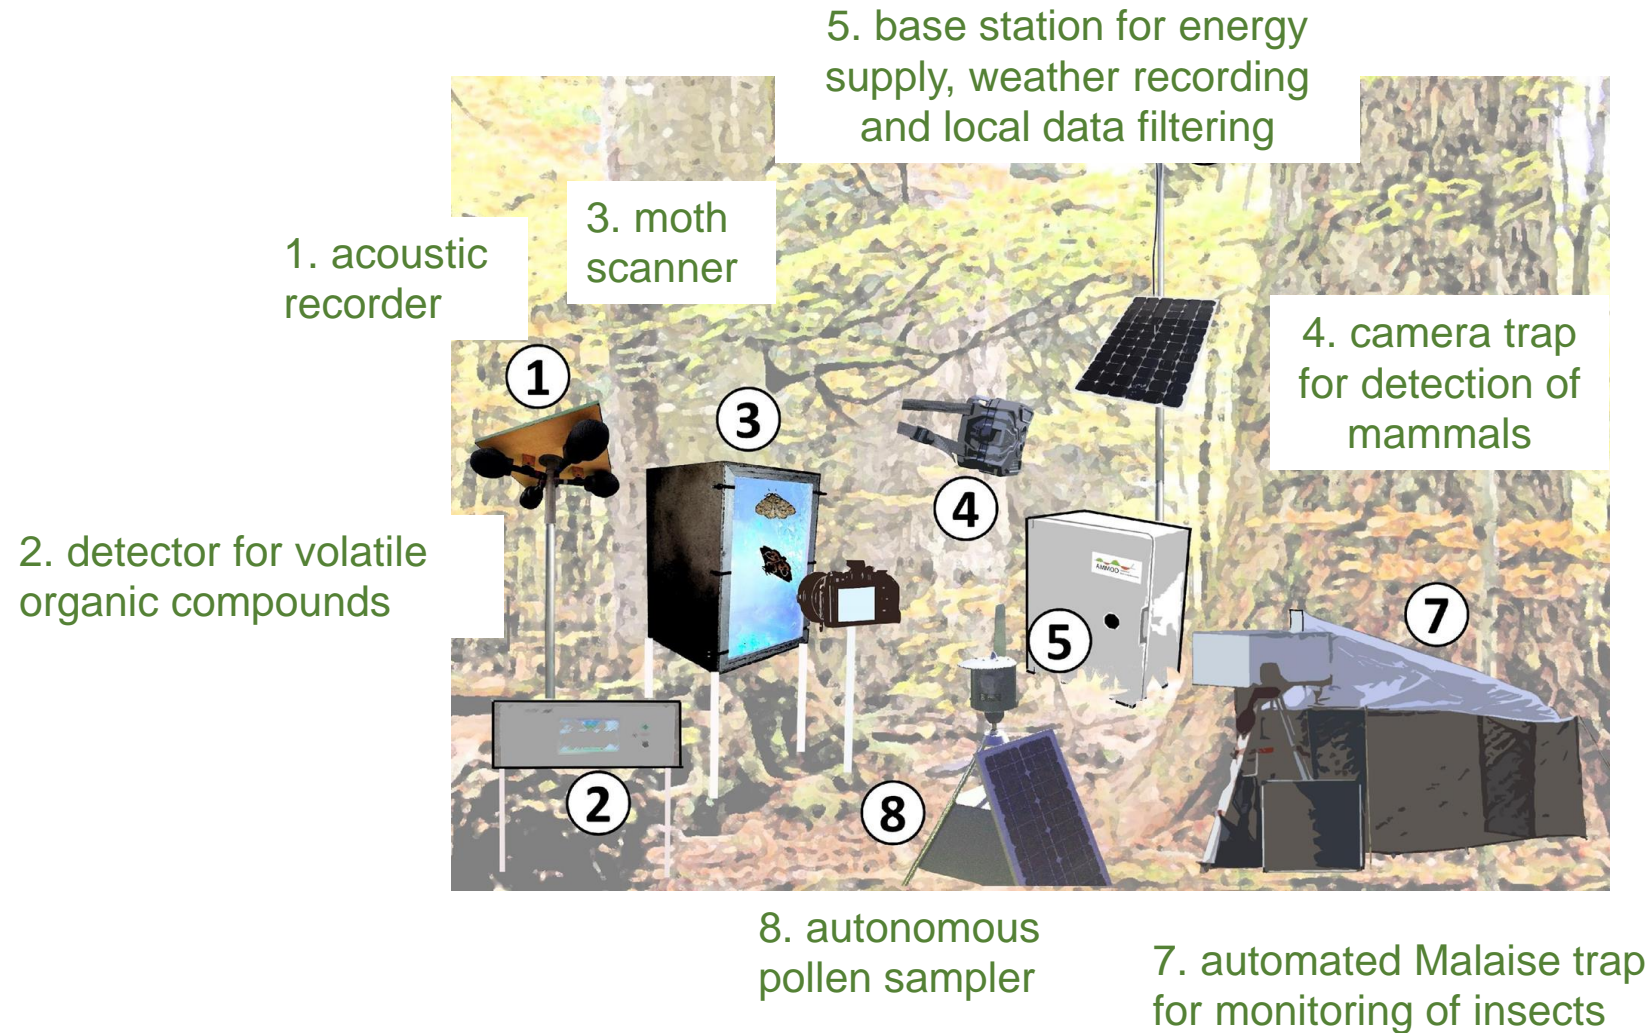 5. base station for energy
supply, weather recording
and local data filtering
3. moth
scanner
1. acoustic
recorder
4. camera trap
for detection of
mammals
1
3
4
2. detector for volatile
organic compounds
AMMOD
5
7
2
8
8. autonomous
pollen sampler
7. automated Malaise trap
for monitoring of insects